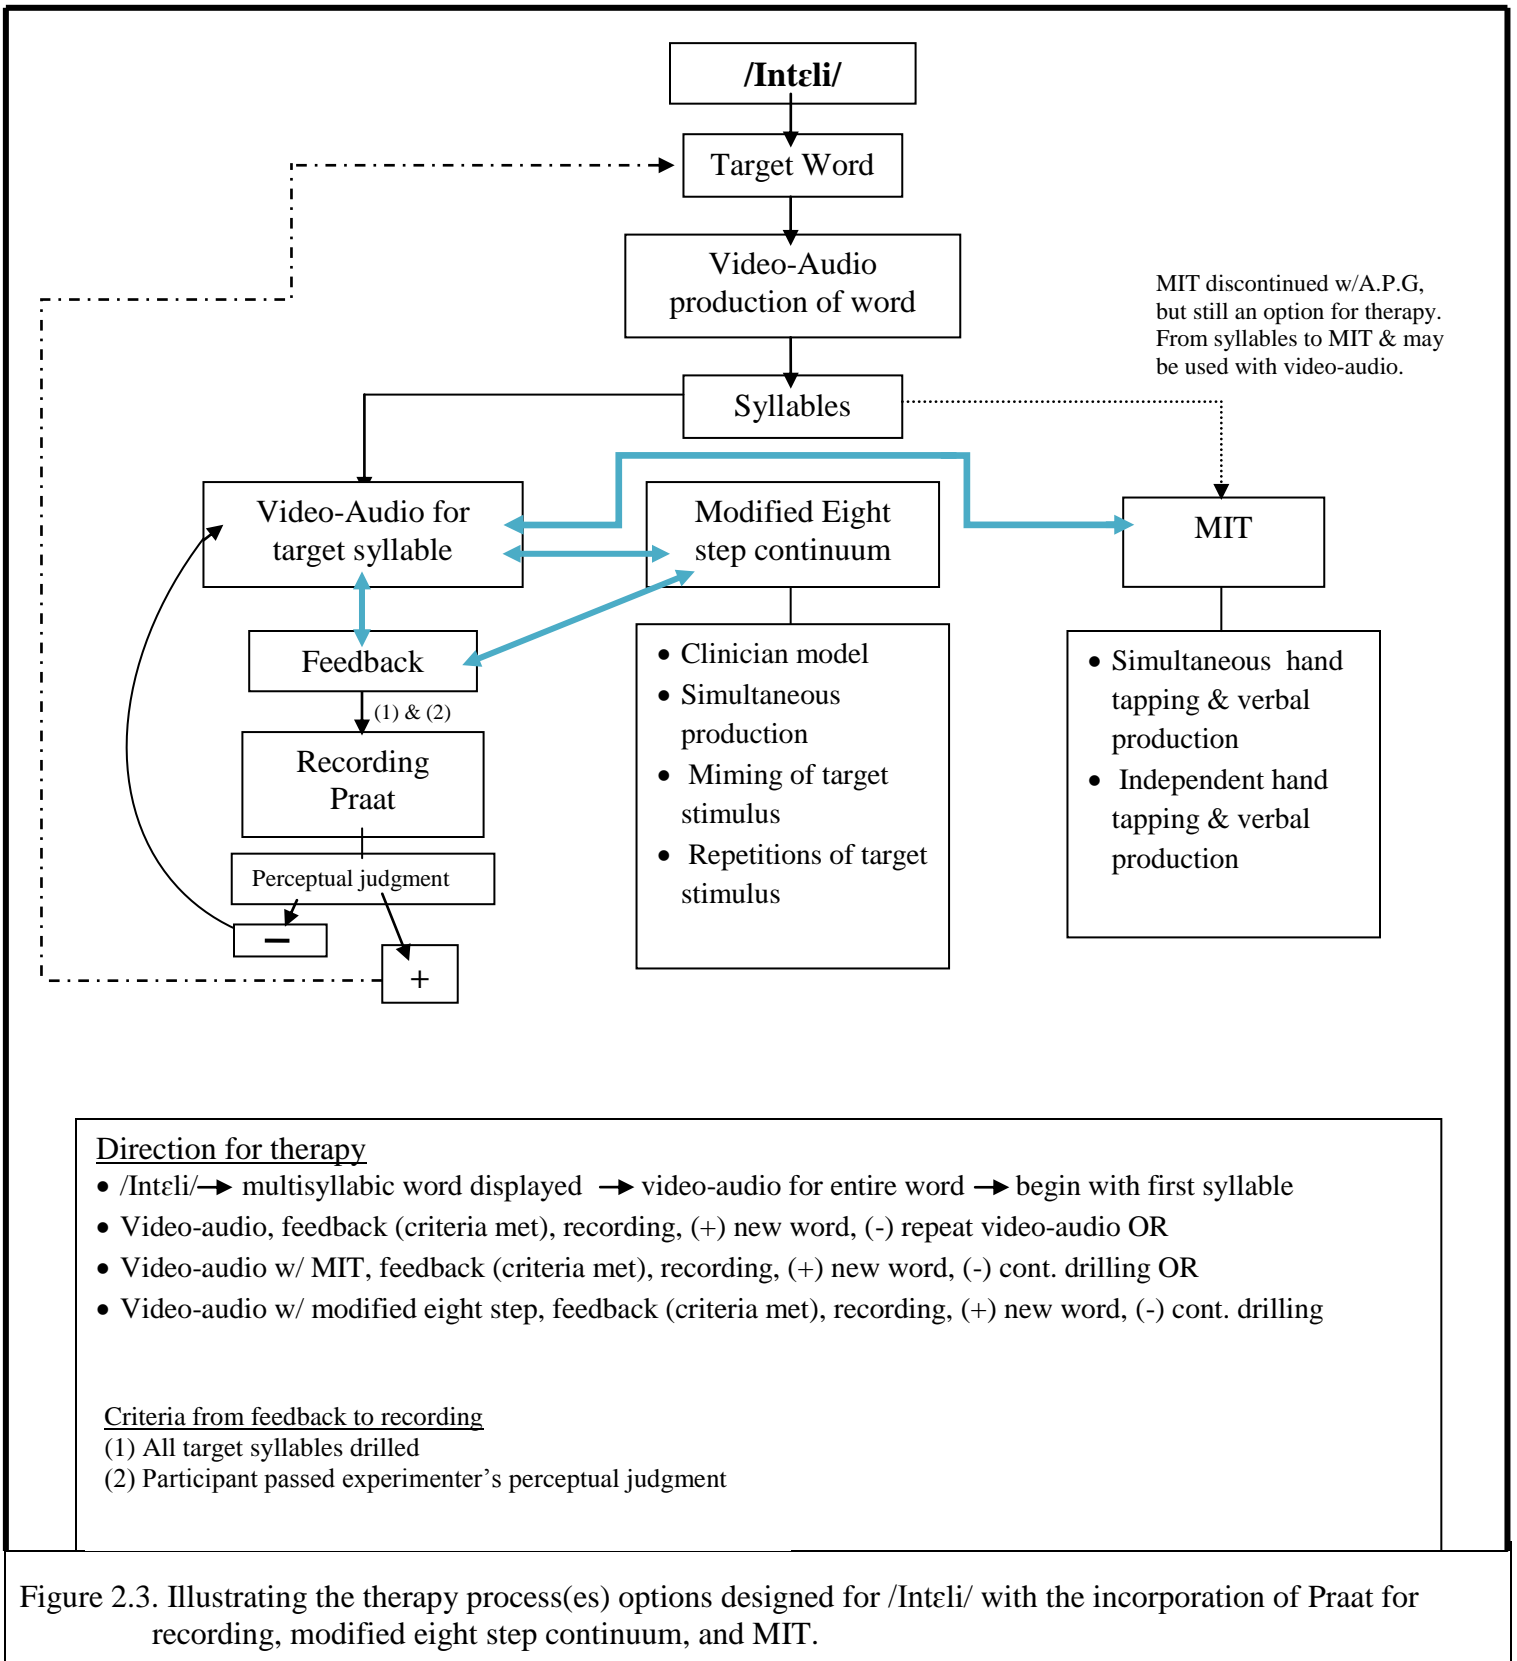 /Intɛli/
Target Word
Video-Audio
production of word
MIT discontinued w/A.P.G,
but still an option for therapy.
From syllables to MIT & may
be used with video-audio.
Syllables
Video-Audio for
target syllable
Modified Eight
step continuum
MIT
Feedback
(1) & (2)
Recording
Praat
Perceptual judgment
–
+
• Clinician model
• Simultaneous
production
• Miming of target
stimulus
• Repetitions of target
stimulus
• Simultaneous hand
tapping & verbal
production
• Independent hand
tapping & verbal
production
Direction for therapy
• /Intɛli/→ multisyllabic word displayed → video-audio for entire word → begin with first syllable
• Video-audio, feedback (criteria met), recording, (+) new word, (-) repeat video-audio OR
• Video-audio w/ MIT, feedback (criteria met), recording, (+) new word, (-) cont. drilling OR
• Video-audio w/ modified eight step, feedback (criteria met), recording, (+) new word, (-) cont. drilling
Criteria from feedback to recording
(1) All target syllables drilled
(2) Participant passed experimenter's perceptual judgment
Figure 2.3. Illustrating the therapy process(es) options designed for /Intɛli/ with the incorporation of Praat for
recording, modified eight step continuum, and MIT.